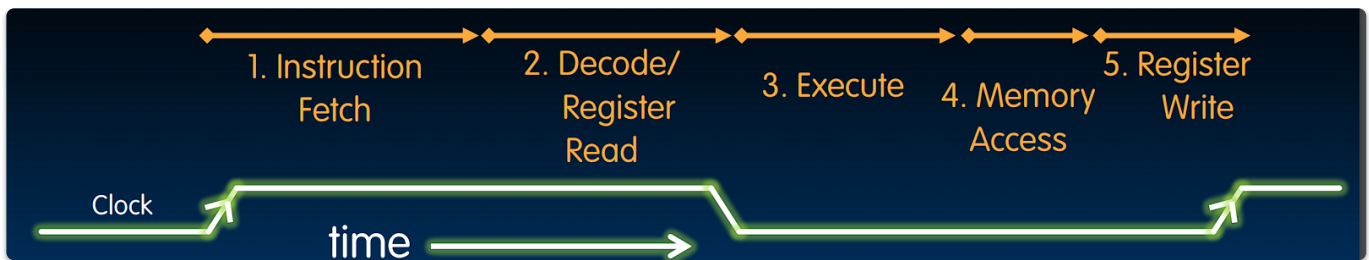 1. Instruction
Fetch
2. Decode/
Register
Read
3. Execute
4. Memory
Access
5. Register
Write
Clock
time